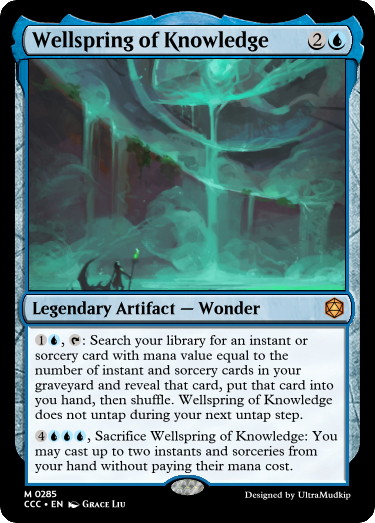 Wellspring of Knowledge 2
Legendary Artifact — Wonder
1, : Search your library for an instant or
sorcery card with mana value equal to the
number of instant and sorcery cards in your
graveyard and reveal that card, put that card into
you hand, then shuffle. Wellspring of Knowledge
does not untap during your next untap step.
4, Sacrifice Wellspring of Knowledge: You
may cast up to two instants and sorceries from
your hand without paying their mana cost.
M 0285
CCC • EN Grace Liu
Designed by UltraMudkip